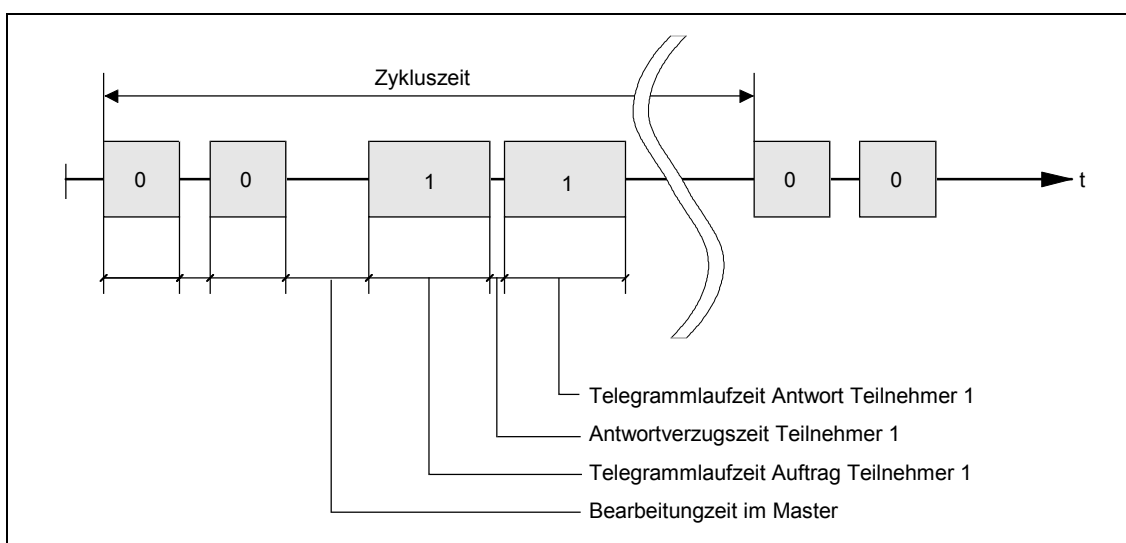 Zykluszeit
0 0 1 1 0 0 t
Telegrammlaufzeit Antwort Teilnehmer 1
Antwortverzugszeit Teilnehmer 1
Telegrammlaufzeit Auftrag Teilnehmer 1
Bearbeitungzeit im Master